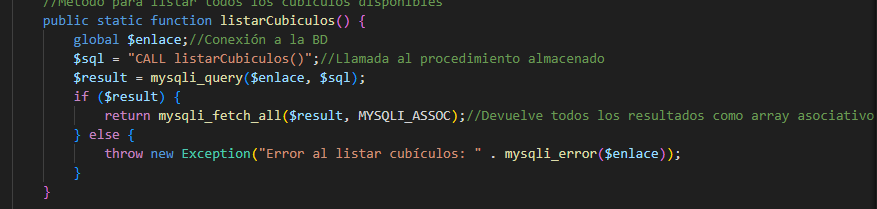 //Método para listar todos los cubículos disponibles
public static function listarCubiculos() {
global $enlace;//Conexión a la BD
$sql = "CALL listarCubiculos()";//Llamada al procedimiento almacenado
$result = mysqli_query($enlace, $sql);
if ($result) {
return mysqli_fetch_all($result, MYSQLI_ASSOC);//Devuelve todos los resultados como array asociativo
} else {
throw new Exception("Error al listar cubículos: " . mysqli_error($enlace));
}
}